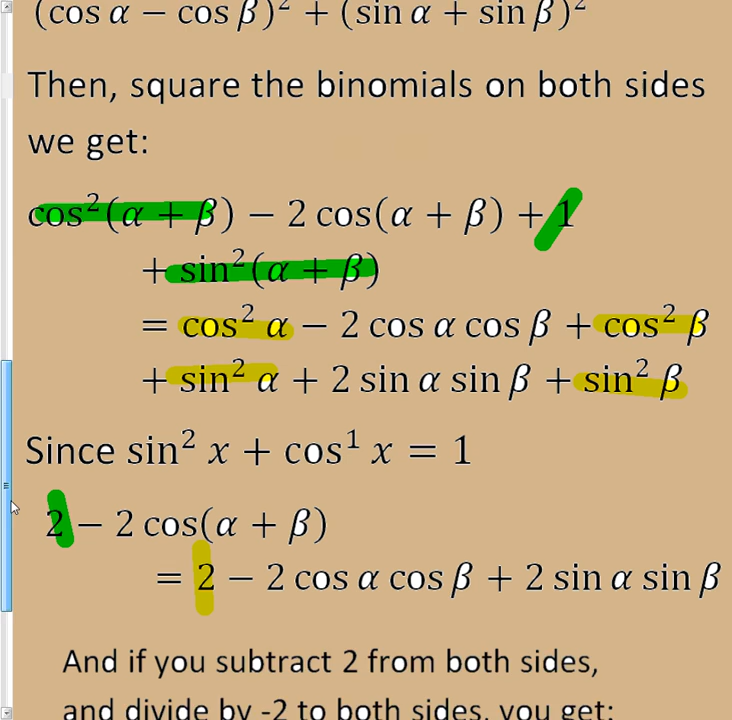 (cos α − cos β)² + (sin α + sin β)²
Then, square the binomials on both sides
we get:
cos²(α + β) − 2 cos(α + β) + 1
+ sin²(α + β)
= cos² α − 2 cos α cos β + cos² β
+ sin² α + 2 sin α sin β + sin² β
Since sin² x + cos¹ x = 1
2 − 2 cos(α + β)
= 2 − 2 cos α cos β + 2 sin α sin β
And if you subtract 2 from both sides,
and divide by -2 to both sides, you get: